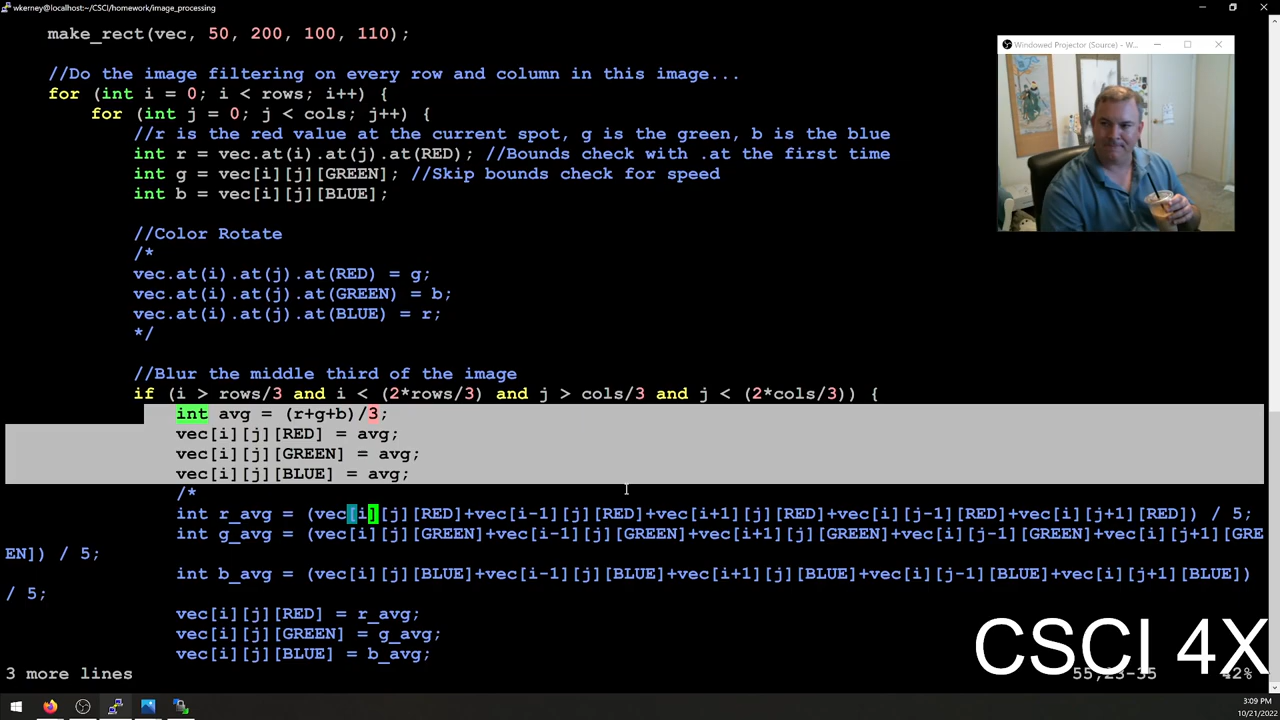 wkerney@localhost:~/CSCI/homework/image_processing
make_rect(vec, 50, 200, 100, 110);
Windowed Projector (Source) - W...
//Do the image filtering on every row and column in this image...
for (int i = 0; i < rows; i++) {
for (int j = 0; j < cols; j++) {
//r is the red value at the current spot, g is the green, b is the blue
int r = vec.at(i).at(j).at(RED); //Bounds check with .at the first time
int g = vec[i][j][GREEN]; //Skip bounds check for speed
int b = vec[i][j][BLUE];
//Color Rotate
/*
vec.at(i).at(j).at(RED) = g;
vec.at(i).at(j).at(GREEN) = b;
vec.at(i).at(j).at(BLUE) = r;
*/
//Blur the middle third of the image
if (i > rows/3 and i < (2*rows/3) and j > cols/3 and j < (2*cols/3)) {
int avg = (r+g+b)/3;
vec[i][j][RED] = avg;
vec[i][j][GREEN] = avg;
vec[i][j][BLUE] = avg;
/*
int r_avg = (vec[i][j][RED]+vec[i-1][j][RED]+vec[i+1][j][RED]+vec[i][j-1][RED]+vec[i][j+1][RED]) / 5;
int g_avg = (vec[i][j][GREEN]+vec[i-1][j][GREEN]+vec[i+1][j][GREEN]+vec[i][j-1][GREEN]+vec[i][j+1][GRE
EN]) / 5;
int b_avg = (vec[i][j][BLUE]+vec[i-1][j][BLUE]+vec[i+1][j][BLUE]+vec[i][j-1][BLUE]+vec[i][j+1][BLUE])
/ 5;
vec[i][j][RED] = r_avg;
vec[i][j][GREEN] = g_avg;
vec[i][j][BLUE] = b_avg;
CSCI 4X
3 more lines
55,23-35
42%
3:09 PM
10/21/2022